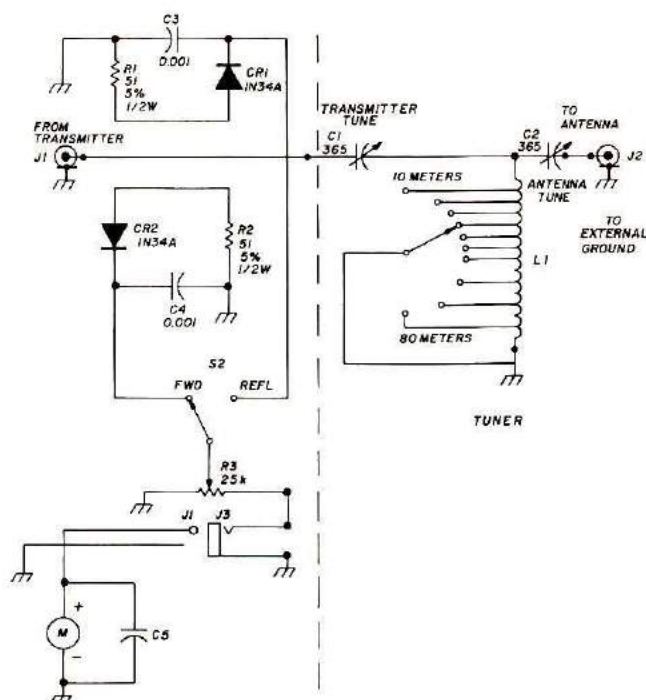 C3
0.001
R1
51
5%
1/2W
CR1
1N34A
FROM
TRANSMITTER
J1
TRANSMITTER
TUNE
C1
365
C2
365
TO
ANTENNA
J2
10 METERS
ANTENNA
TUNE
TO
EXTERNAL
GROUND
CR2
1N34A
R2
51
5%
1/2W
L1
C4
0.001
80 METERS
S2
FWD
REFL
TUNER
R3
25k
J1
J3
+
M
-
C5